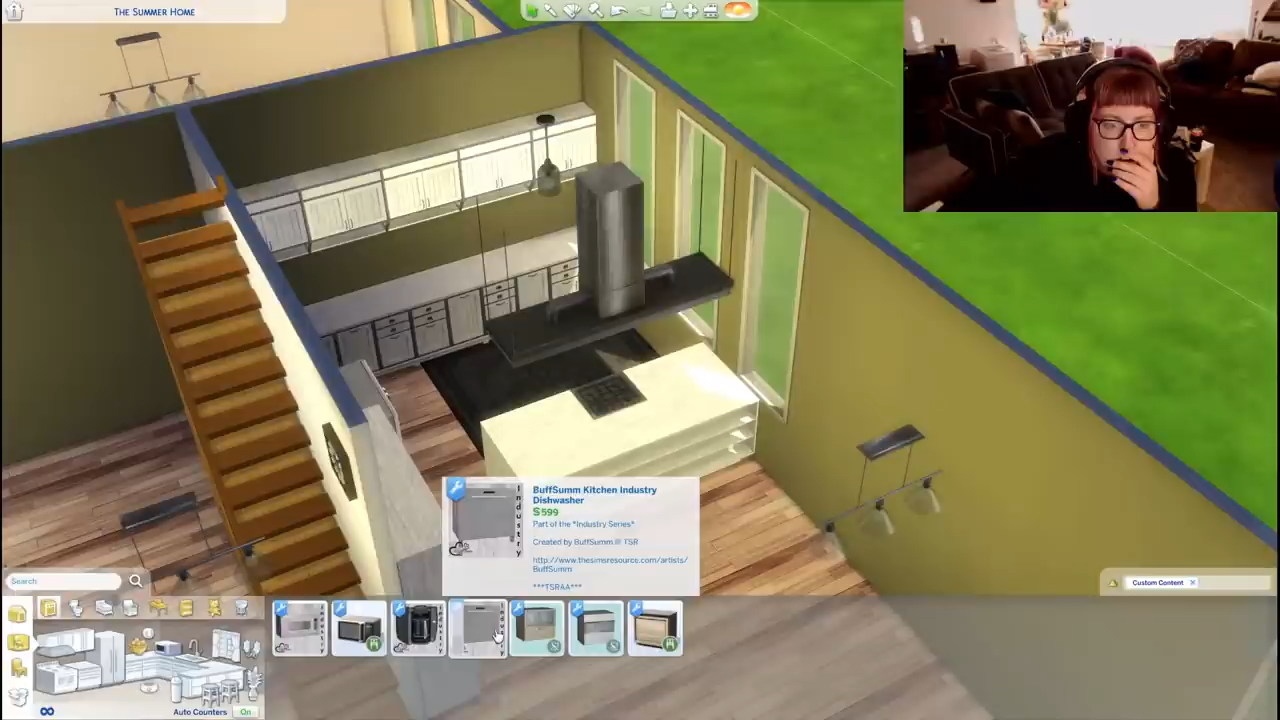 The Summer Home
BuffSumm Kitchen Industry
Dishwasher
§599
Part of the *Industry Series*
Created by BuffSumm @ TSR
http://www.thesimsresource.com/artists/
BuffSumm
***TSRAA***
Industry
Search
Custom Content
Auto Counters
On